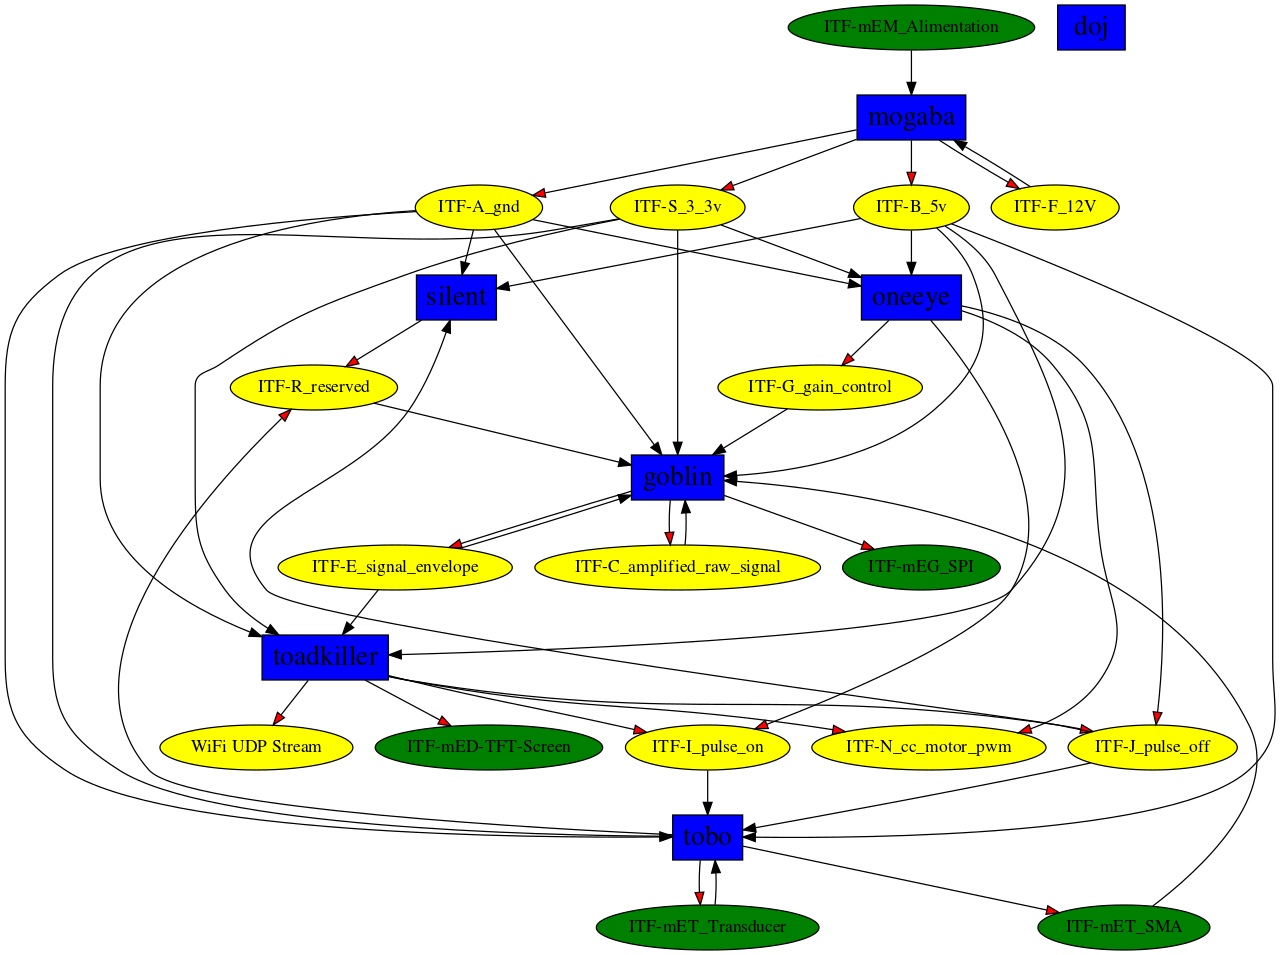 ITF-mEM_Alimentation
doj
mogaba
ITF-A_gnd
ITF-S_3_3v
ITF-B_5v
ITF-F_12V
silent
oneeye
ITF-R_reserved
ITF-G_gain_control
goblin
ITF-E_signal_envelope
ITF-C_amplified_raw_signal
ITF-mEG_SPI
toadkiller
WiFi UDP Stream
ITF-mED-TFT-Screen
ITF-I_pulse_on
ITF-N_cc_motor_pwm
ITF-J_pulse_off
tobo
ITF-mET_Transducer
ITF-mET_SMA